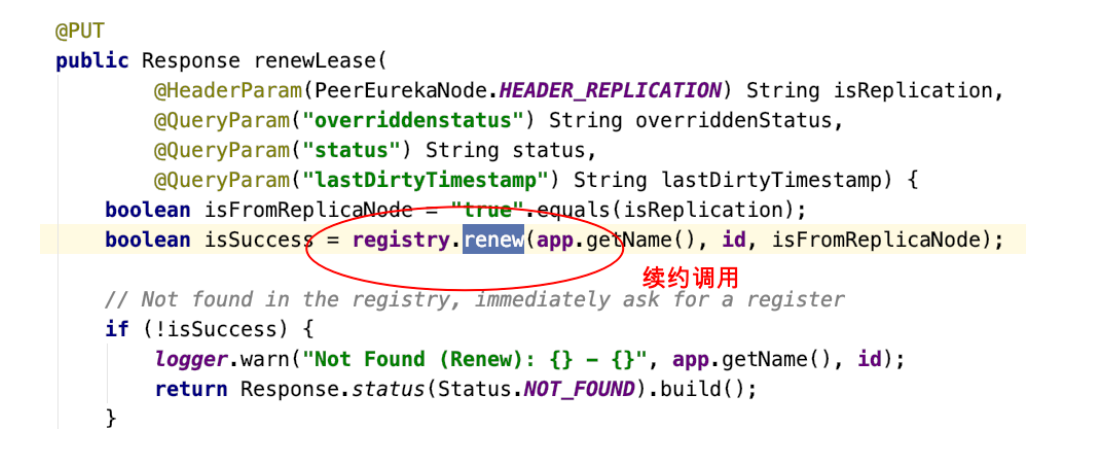 @PUT
public Response renewLease(
@HeaderParam(PeerEurekaNode.HEADER_REPLICATION) String isReplication,
@QueryParam("overriddenstatus") String overriddenStatus,
@QueryParam("status") String status,
@QueryParam("lastDirtyTimestamp") String lastDirtyTimestamp) {
boolean isFromReplicaNode = "true".equals(isReplication);
boolean isSuccess = registry.renew(app.getName(), id, isFromReplicaNode);
续约调用
// Not found in the registry, immediately ask for a register
if (!isSuccess) {
logger.warn("Not Found (Renew): {} – {}", app.getName(), id);
return Response.status(Status.NOT_FOUND).build();
}